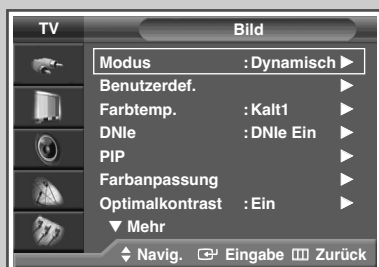 TV Bild
Modus : Dynamisch ▶
Benutzerdef. ▶
Farbtemp. : Kalt1 ▶
DNIe : DNIe Ein ▶
PIP ▶
Farbanpassung ▶
Optimalkontrast : Ein ▶
▼ Mehr
Navig. Eingabe Zurück